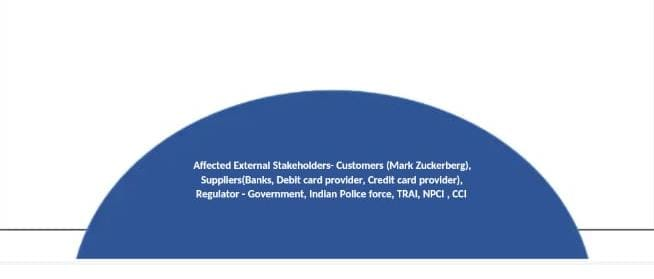 Affected External Stakeholders- Customers (Mark Zuckerberg),
Suppliers(Banks, Debit card provider, Credit card provider),
Regulator - Government, Indian Police force, TRAI, NPCI , CCI